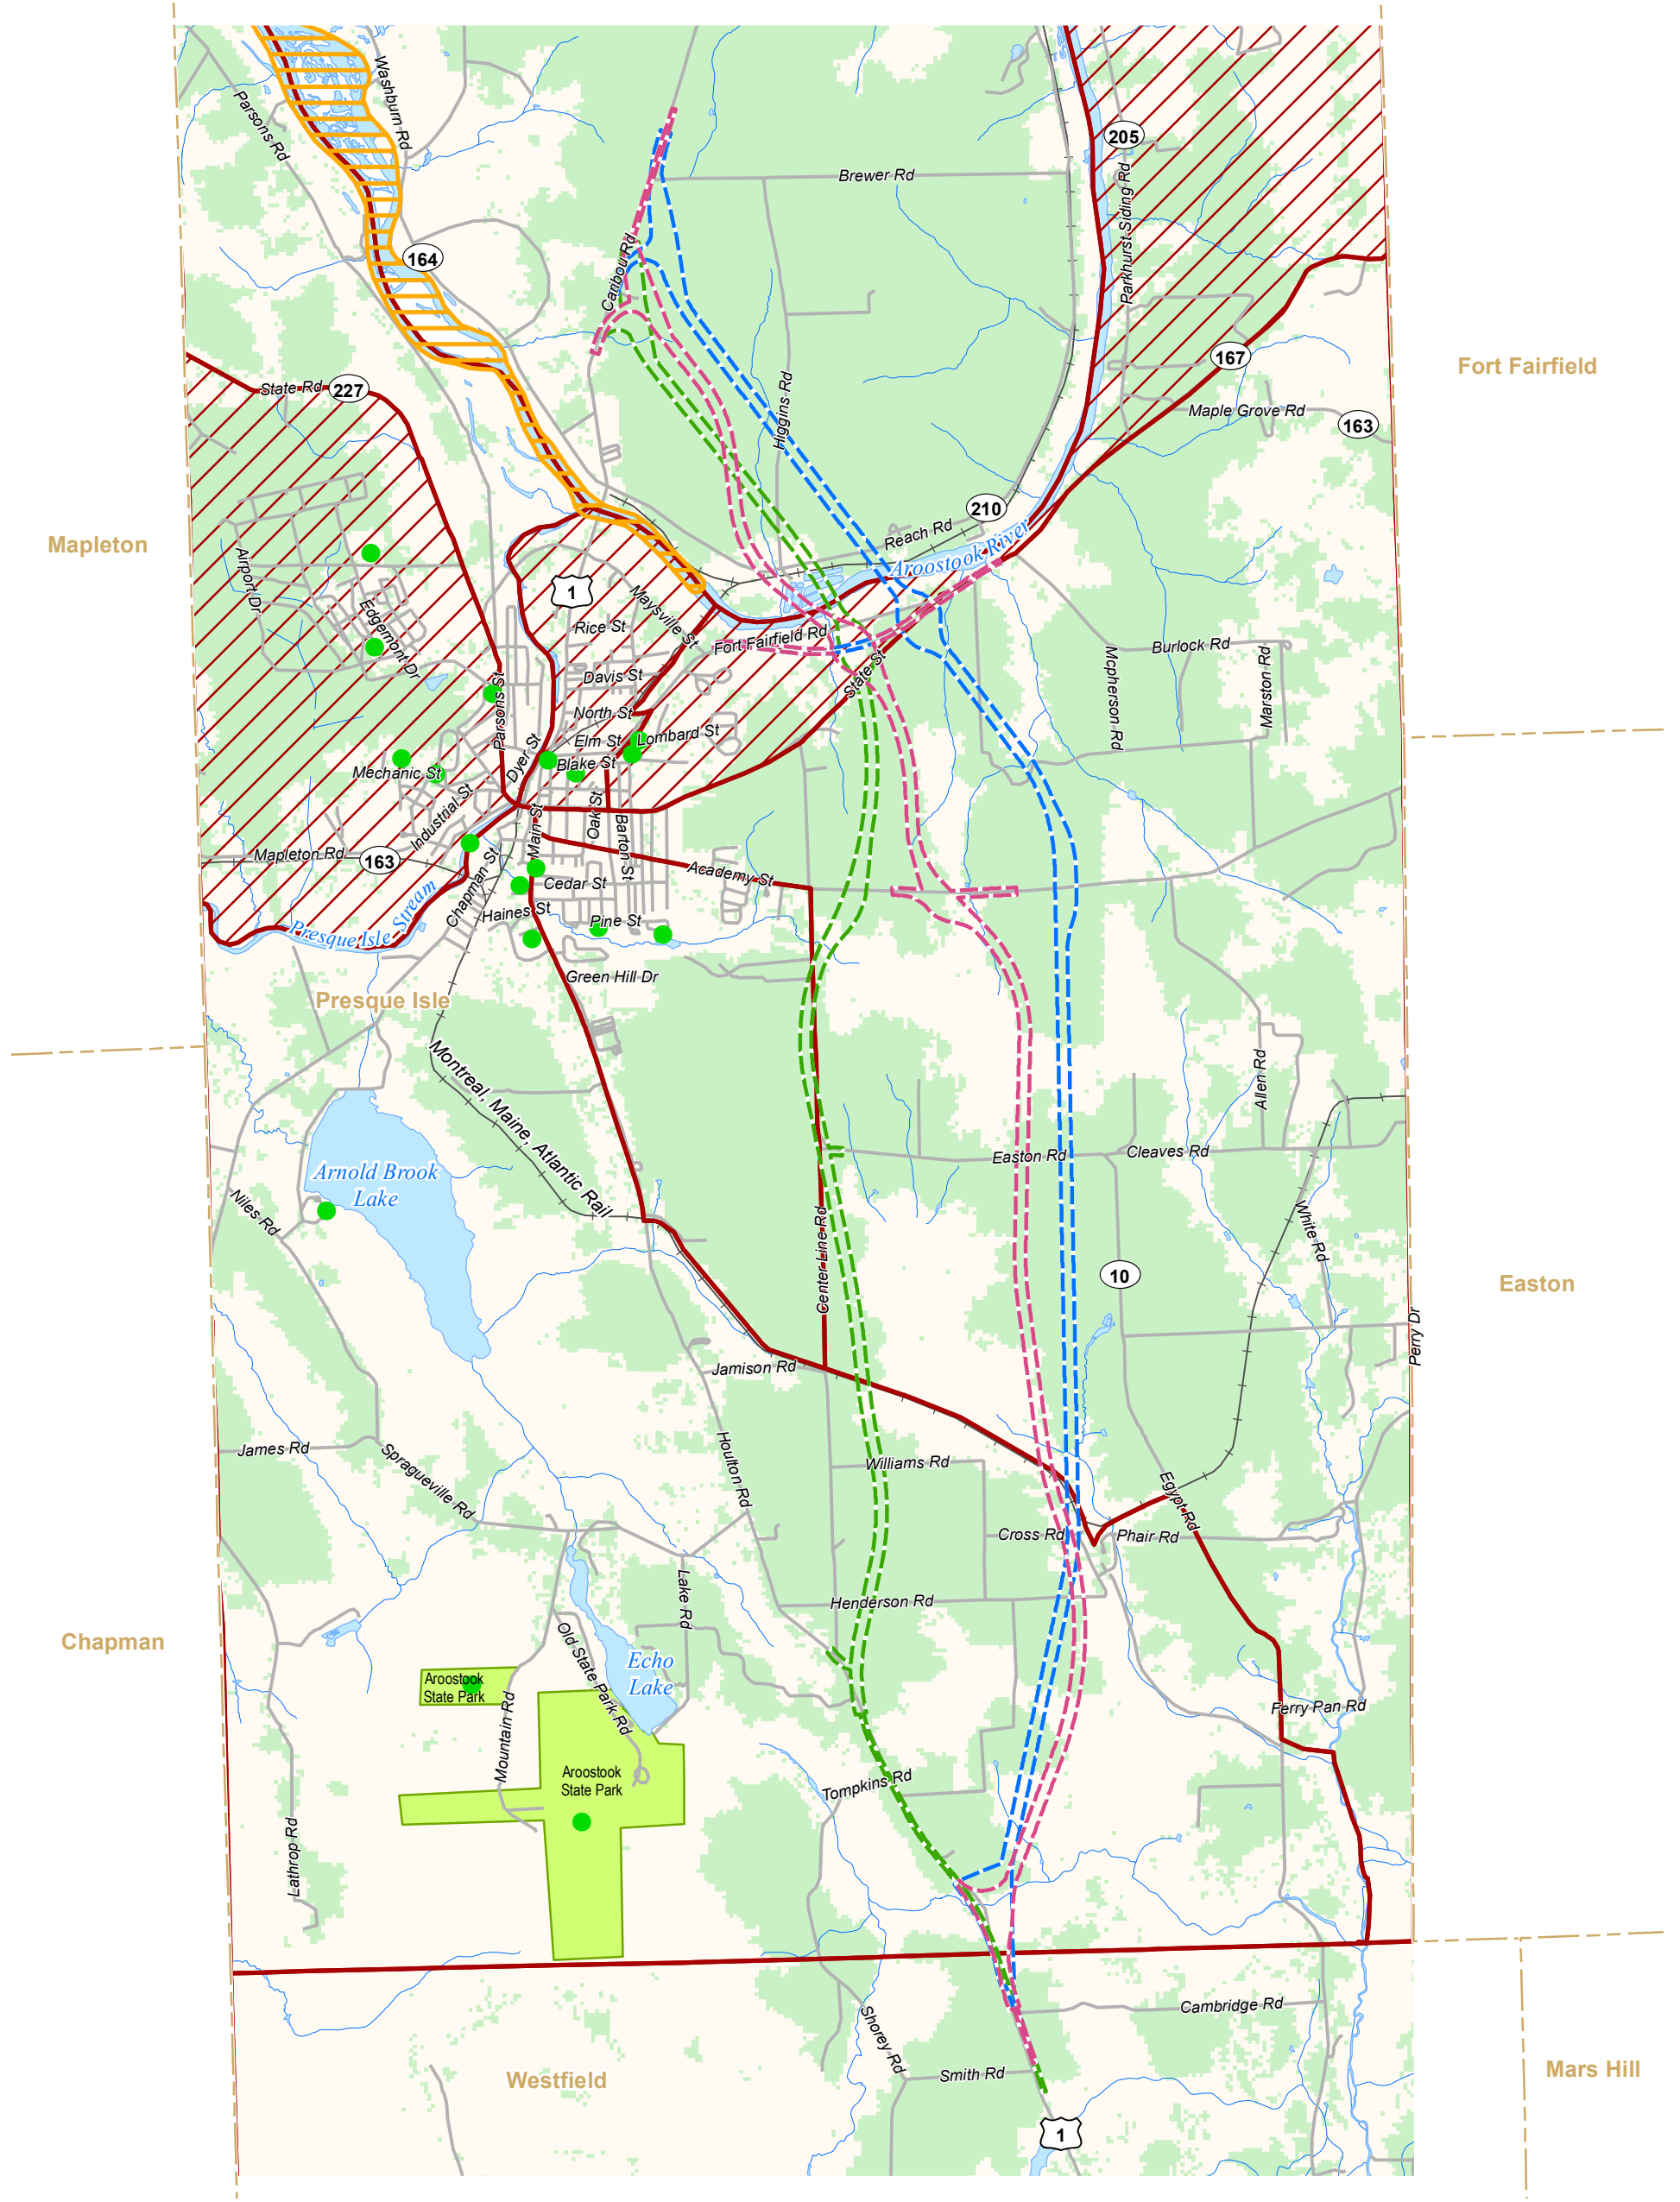 Washburn Rd
Parsons Rd
205
Brewer Rd
Parkhurst Siding Rd
164
Caribou Rd
167
Fort Fairfield
State Rd
227
Higgins Rd
Maple Grove Rd
163
210
Reach Rd
Aroostook River
Mapleton
Airport Dr
Edgemont Dr
1
Rice St
Maysville St
Fort Fairfield Rd
Burlock Rd
Mcpherson Rd
Marston Rd
Davis St
State St
Parsons St
North St
Elm St
Lombard St
Dyer St
Blake St
Mechanic St
Industrial St
Oak St
Barton St
Main St
Mapleton Rd
163
Chapman St
Academy St
Cedar St
Haines St
Pine St
Presque Isle Stream
Green Hill Dr
Presque Isle
Montreal, Maine, Atlantic Rail
Allen Rd
Easton Rd
Cleaves Rd
Arnold Brook
Lake
Niles Rd
White Rd
Center Line Rd
10
Easton
Perry Dr
Jamison Rd
James Rd
Spragueville Rd
Houlton Rd
Williams Rd
Egypt Rd
Cross Rd
Phair Rd
Lake Rd
Henderson Rd
Chapman
Old State Park Rd
Echo
Lake
Aroostook
State Park
Mountain Rd
Ferry Pan Rd
Aroostook
State Park
Tompkins Rd
Lathrop Rd
Shorey Rd
Cambridge Rd
Westfield
Smith Rd
Mars Hill
1